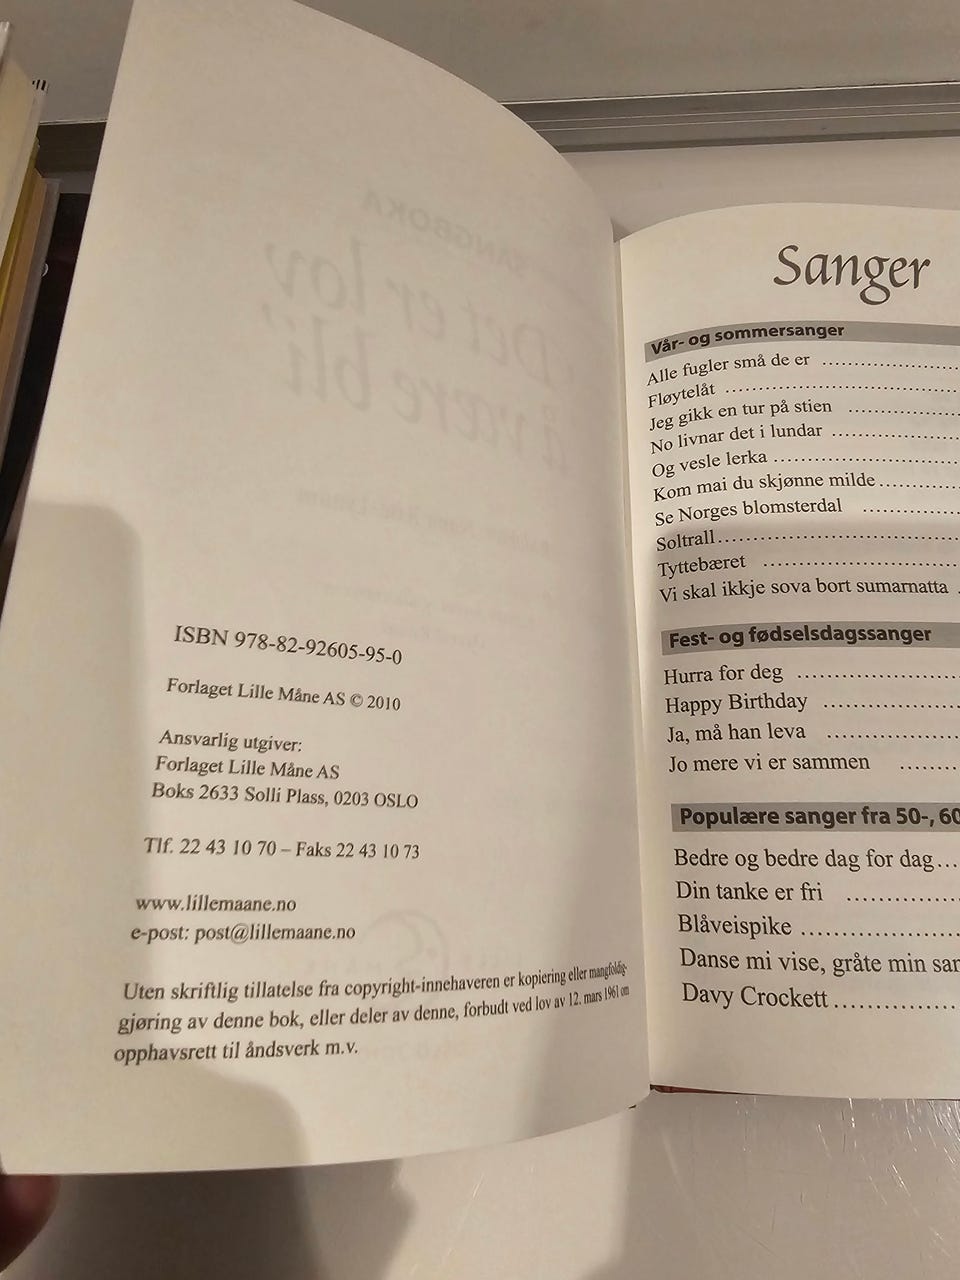 ISBN 978-82-92605-95-0
Forlaget Lille Måne AS © 2010
Ansvarlig utgiver:
Forlaget Lille Måne AS
Boks 2633 Solli Plass, 0203 OSLO
Tlf. 22 43 10 70 – Faks 22 43 10 73
www.lillemaane.no
e-post: post@lillemaane.no
Uten skriftlig tillatelse fra copyright-innehaveren er kopiering eller mangfoldig-
gjøring av denne bok, eller deler av denne, forbudt ved lov av 12. mars 1961 om
opphavsrett til åndsverk m.v.
Sanger
Vår- og sommersanger
Alle fugler små de er
Fløytelåt
Jeg gikk en tur på stien
No livnar det i lundar
Og vesle lerka
Kom mai du skjønne milde
Se Norges blomsterdal
Soltrall
Tyttebæret
Vi skal ikkje sova bort sumarnatta
Fest- og fødselsdagssanger
Hurra for deg
Happy Birthday
Ja, må han leva
Jo mere vi er sammen
Populære sanger fra 50-, 60
Bedre og bedre dag for dag
Din tanke er fri
Blåveispike
Danse mi vise, gråte min san
Davy Crockett